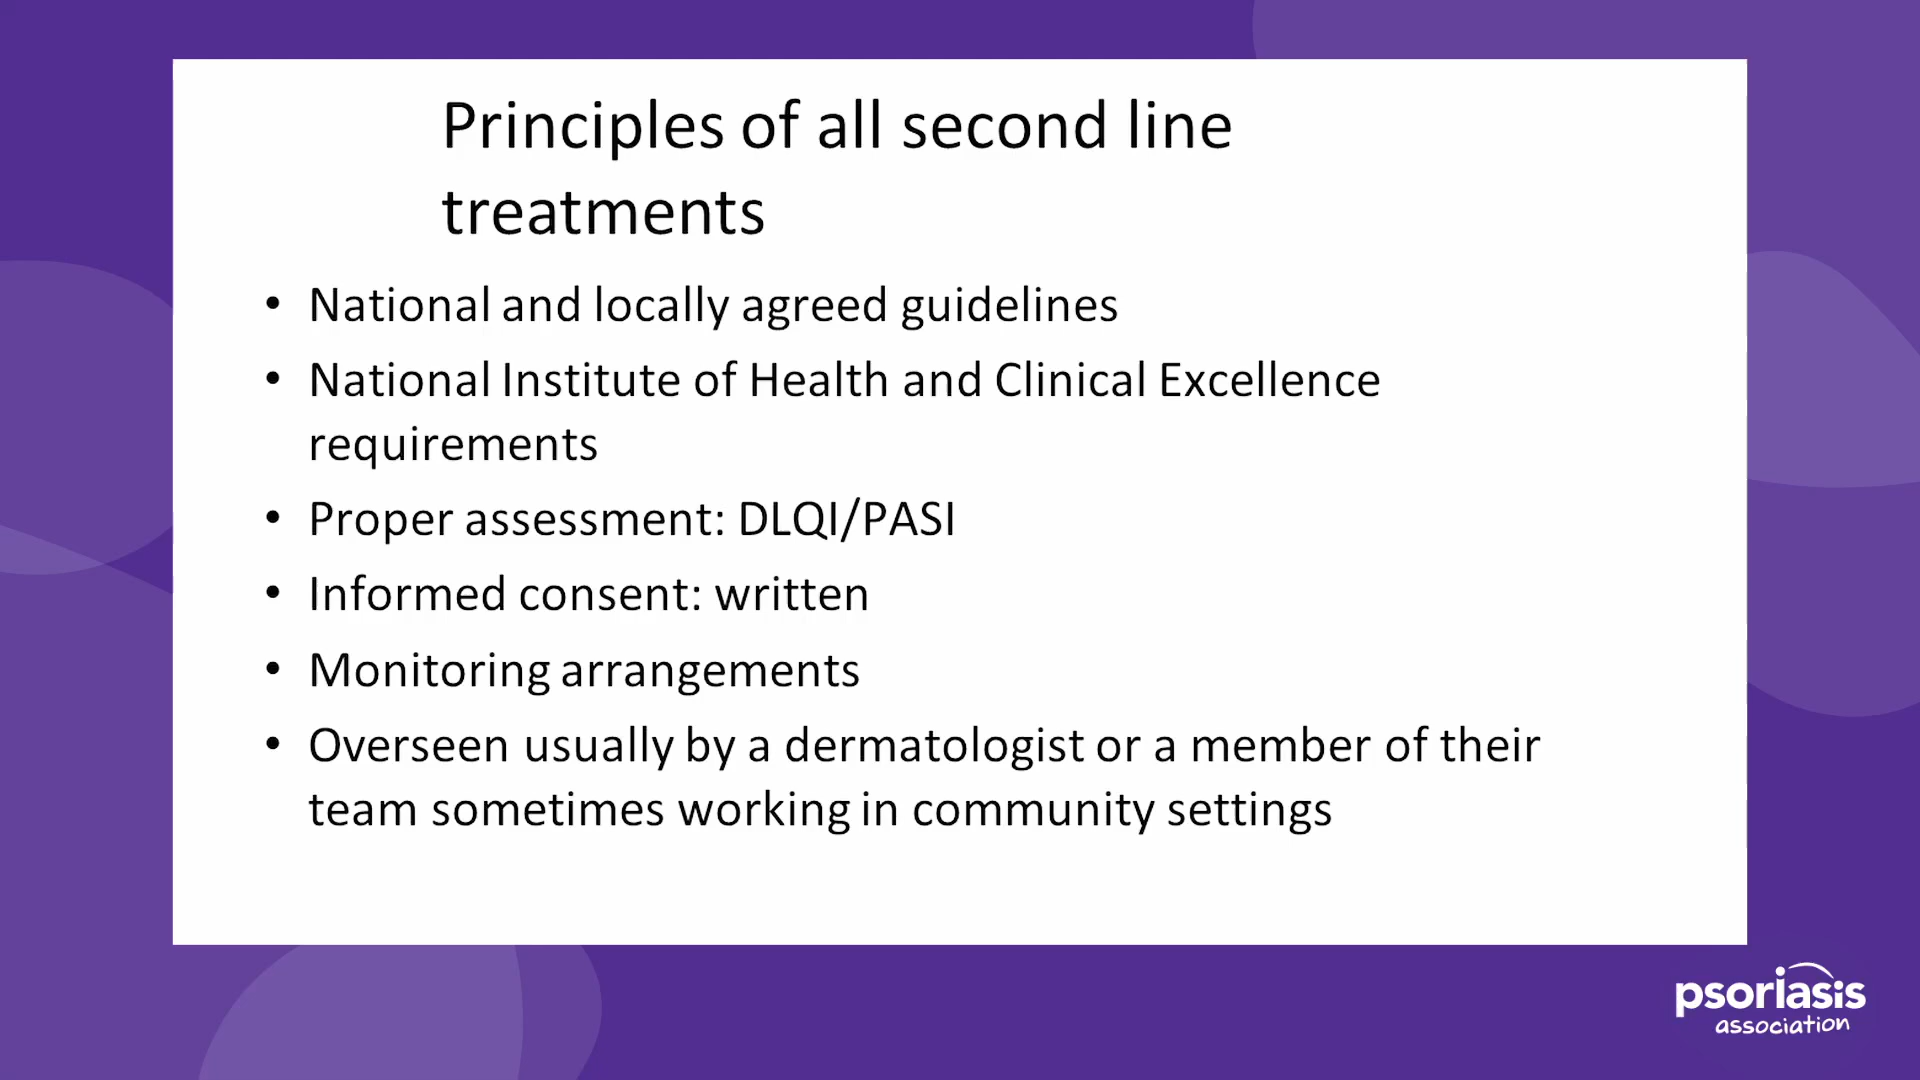 Principles of all second line
treatments
• National and locally agreed guidelines
• National Institute of Health and Clinical Excellence
requirements
• Proper assessment: DLQI/PASI
• Informed consent: written
• Monitoring arrangements
• Overseen usually by a dermatologist or a member of their
team sometimes working in community settings
psoriasis
association